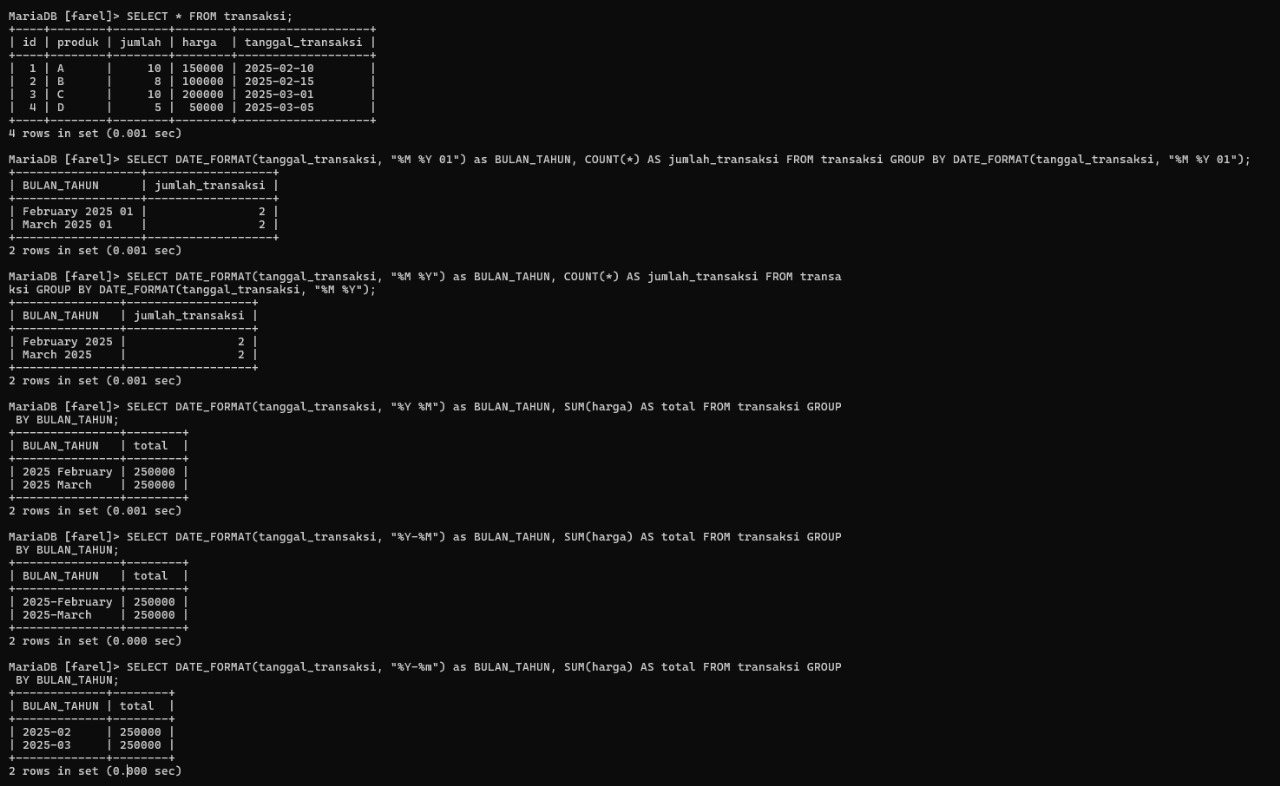 MariaDB [farel]> SELECT * FROM transaksi;
+----+--------+--------+--------+-------------------+
| id | produk | jumlah | harga  | tanggal_transaksi |
+----+--------+--------+--------+-------------------+
|  1 | A      |     10 | 150000 | 2025-02-10        |
|  2 | B      |      8 | 100000 | 2025-02-15        |
|  3 | C      |     10 | 200000 | 2025-03-01        |
|  4 | D      |      5 |  50000 | 2025-03-05        |
+----+--------+--------+--------+-------------------+
4 rows in set (0.001 sec)
MariaDB [farel]> SELECT DATE_FORMAT(tanggal_transaksi, "%M %Y 01") as BULAN_TAHUN, COUNT(*) AS jumlah_transaksi FROM transaksi GROUP BY DATE_FORMAT(tanggal_transaksi, "%M %Y 01");
+------------------+------------------+
| BULAN_TAHUN      | jumlah_transaksi |
+------------------+------------------+
| February 2025 01 |                2 |
| March 2025 01    |                2 |
+------------------+------------------+
2 rows in set (0.001 sec)
MariaDB [farel]> SELECT DATE_FORMAT(tanggal_transaksi, "%M %Y") as BULAN_TAHUN, COUNT(*) AS jumlah_transaksi FROM transa
ksi GROUP BY DATE_FORMAT(tanggal_transaksi, "%M %Y");
+---------------+------------------+
| BULAN_TAHUN   | jumlah_transaksi |
+---------------+------------------+
| February 2025 |                2 |
| March 2025    |                2 |
+---------------+------------------+
2 rows in set (0.001 sec)
MariaDB [farel]> SELECT DATE_FORMAT(tanggal_transaksi, "%Y %M") as BULAN_TAHUN, SUM(harga) AS total FROM transaksi GROUP
 BY BULAN_TAHUN;
+---------------+--------+
| BULAN_TAHUN   | total  |
+---------------+--------+
| 2025 February | 250000 |
| 2025 March    | 250000 |
+---------------+--------+
2 rows in set (0.001 sec)
MariaDB [farel]> SELECT DATE_FORMAT(tanggal_transaksi, "%Y-%M") as BULAN_TAHUN, SUM(harga) AS total FROM transaksi GROUP
 BY BULAN_TAHUN;
+---------------+--------+
| BULAN_TAHUN   | total  |
+---------------+--------+
| 2025-February | 250000 |
| 2025-March    | 250000 |
+---------------+--------+
2 rows in set (0.000 sec)
MariaDB [farel]> SELECT DATE_FORMAT(tanggal_transaksi, "%Y-%m") as BULAN_TAHUN, SUM(harga) AS total FROM transaksi GROUP
 BY BULAN_TAHUN;
+-------------+--------+
| BULAN_TAHUN | total  |
+-------------+--------+
| 2025-02     | 250000 |
| 2025-03     | 250000 |
+-------------+--------+
2 rows in set (0.000 sec)